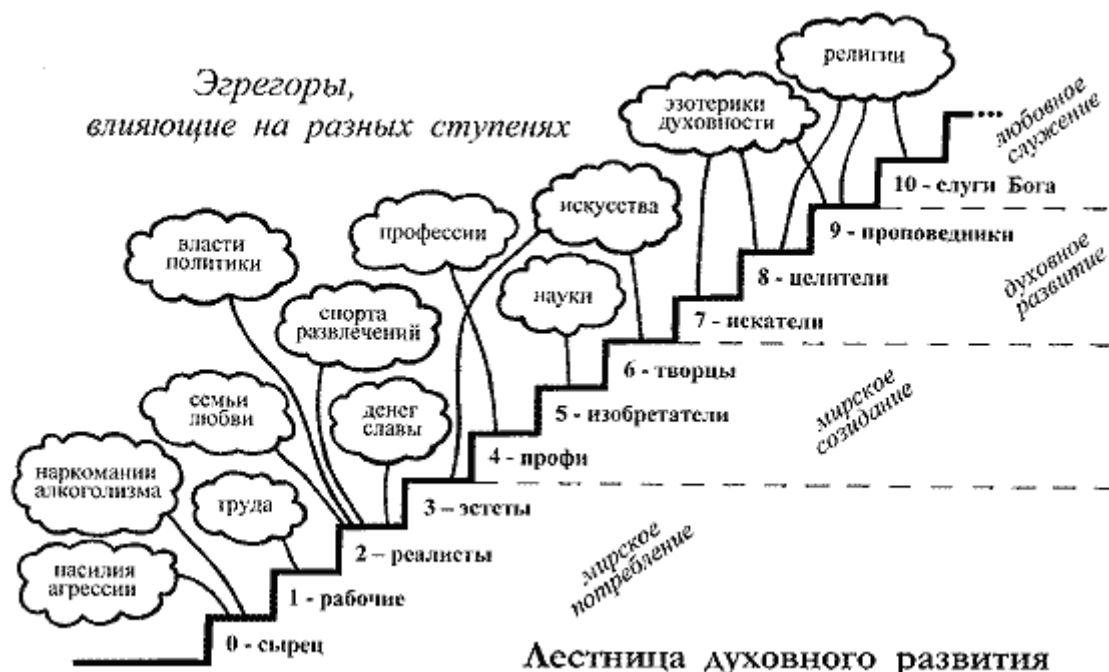 Эгрегоры,
влияющие на разных ступенях
религии
эзотерики
духовности
искусства
профессии
науки
власти
политики
спорта
развлечений
семьи
любви
денег
славы
наркомании
алкоголизма
труда
насилия
агрессии
любовное
служение
10 - слуги Бога
9 - проповедники
духовное
развитие
8 - целители
7 - искатели
6 - творцы
мирское
созидание
5 - изобретатели
4 - профи
3 – эстеты
2 – реалисты
мирское
потребление
1 - рабочие
0 - сырец
Лестница духовного развития